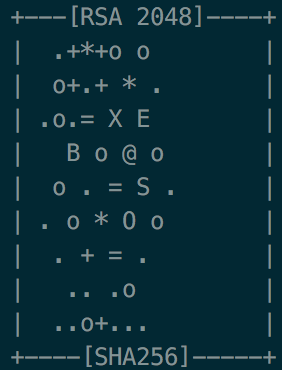 +---[RSA 2048]----+
|  .+*+o o        |
|  o+.+ * .       |
| .o.= X E        |
|   B o @ o       |
|  o . = S .      |
| . o * O o       |
|  . + = .        |
|   .. .o         |
|  ..o+...        |
+----[SHA256]-----+